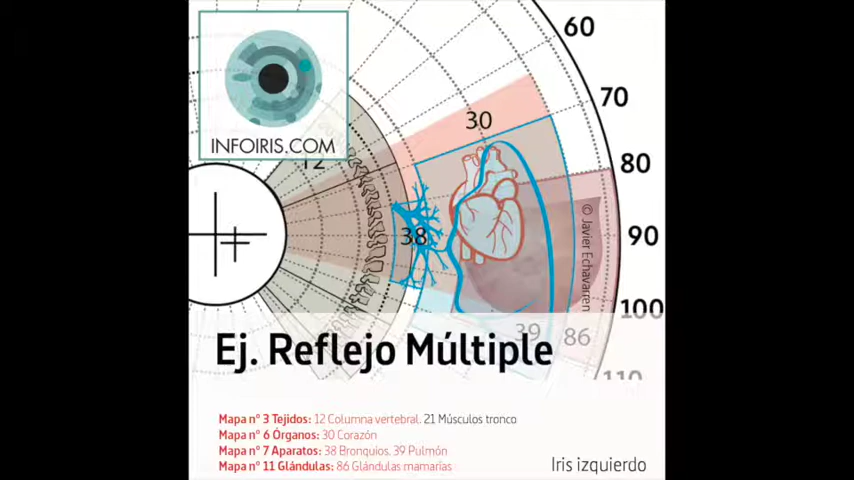 60
70
30
INFOIRIS.COM
12
80
38
90
© Javier Echavarren
100
39
86
110
Ej. Reflejo Múltiple
Mapa nº 3 Tejidos: 12 Columna vertebral. 21 Músculos tronco
Mapa nº 6 Órganos: 30 Corazón
Mapa nº 7 Aparatos: 38 Bronquios. 39 Pulmón
Mapa nº 11 Glándulas: 86 Glándulas mamarías
Iris izquierdo